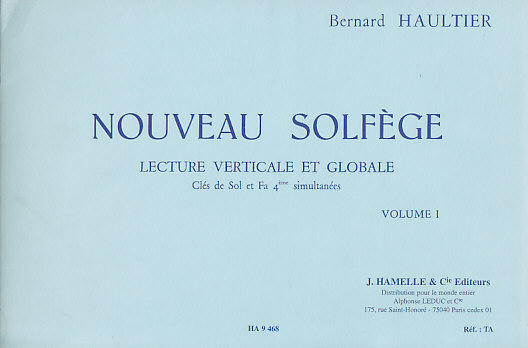 Bernard HAULTIER
NOUVEAU SOLFÈGE
LECTURE VERTICALE ET GLOBALE
Clés de Sol et Fa 4ème simultanées
VOLUME I
J. HAMELLE & Cie Editeurs
Distribution pour le monde entier
Alphonse LEDUC et Cie
175, rue Saint-Honoré - 75040 Paris cedex 01
HA 9 468
Réf. : TA